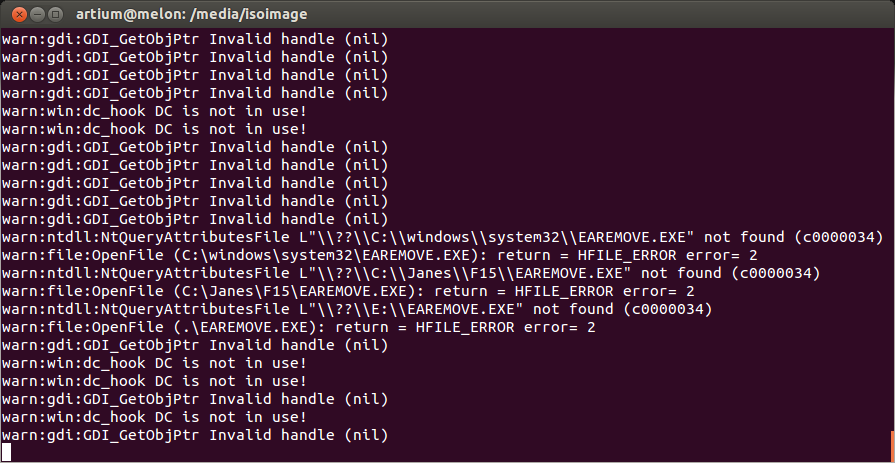 artium@melon: /media/isoimage
warn:gdi:GDI_GetObjPtr Invalid handle (nil)
warn:gdi:GDI_GetObjPtr Invalid handle (nil)
warn:gdi:GDI_GetObjPtr Invalid handle (nil)
warn:gdi:GDI_GetObjPtr Invalid handle (nil)
warn:win:dc_hook DC is not in use!
warn:win:dc_hook DC is not in use!
warn:gdi:GDI_GetObjPtr Invalid handle (nil)
warn:gdi:GDI_GetObjPtr Invalid handle (nil)
warn:gdi:GDI_GetObjPtr Invalid handle (nil)
warn:gdi:GDI_GetObjPtr Invalid handle (nil)
warn:gdi:GDI_GetObjPtr Invalid handle (nil)
warn:ntdll:NtQueryAttributesFile L"\\??\\C:\\windows\\system32\\EAREMOVE.EXE" not found (c0000034)
warn:file:OpenFile (C:\windows\system32\EAREMOVE.EXE): return = HFILE_ERROR error= 2
warn:ntdll:NtQueryAttributesFile L"\\??\\C:\\Janes\\F15\\EAREMOVE.EXE" not found (c0000034)
warn:file:OpenFile (C:\Janes\F15\EAREMOVE.EXE): return = HFILE_ERROR error= 2
warn:ntdll:NtQueryAttributesFile L"\\??\\E:\\EAREMOVE.EXE" not found (c0000034)
warn:file:OpenFile (.\EAREMOVE.EXE): return = HFILE_ERROR error= 2
warn:gdi:GDI_GetObjPtr Invalid handle (nil)
warn:win:dc_hook DC is not in use!
warn:win:dc_hook DC is not in use!
warn:gdi:GDI_GetObjPtr Invalid handle (nil)
warn:win:dc_hook DC is not in use!
warn:gdi:GDI_GetObjPtr Invalid handle (nil)